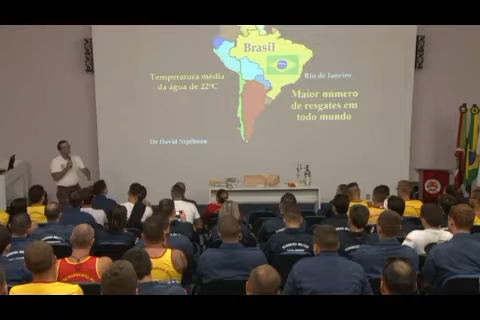 Brasil
Rio de Janeiro
Temperatura média
da água de 22°C
Maior número
de resgates em
todo mundo
Dr David Szpilman